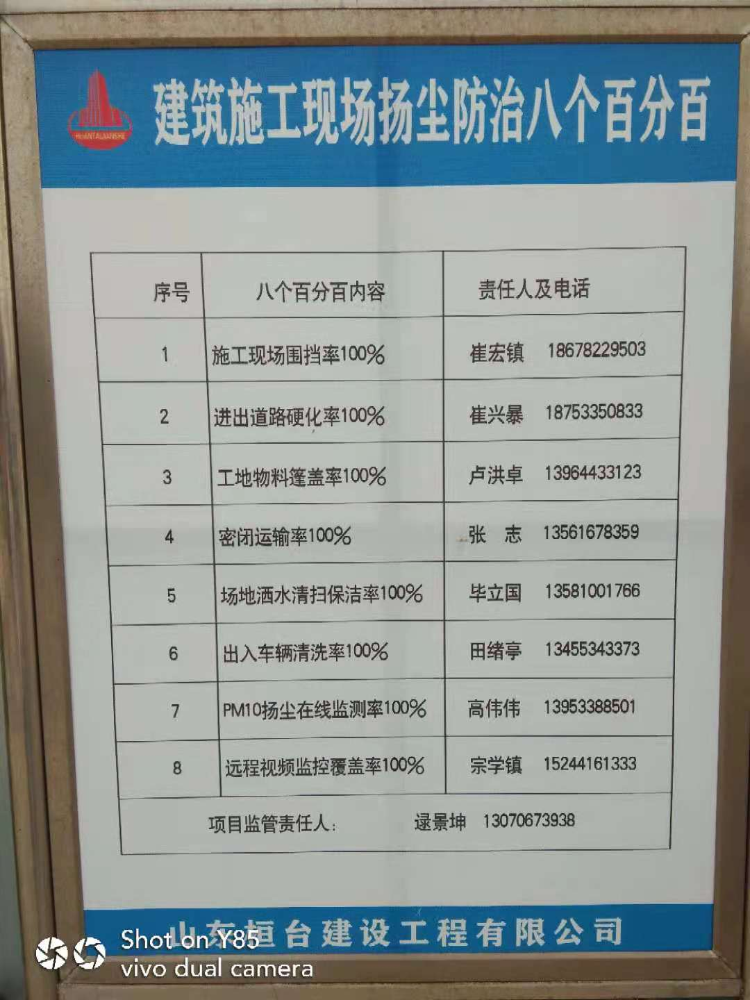 建筑施工现场扬尘防治八个百分百
HUANTAIJIANSHE
序号 八个百分百内容 责任人及电话
1 施工现场围挡率100% 崔宏镇 18678229503
2 进出道路硬化率100% 崔兴暴 18753350833
3 工地物料篷盖率100% 卢洪卓 13964433123
4 密闭运输率100% 张 志 13561678359
5 场地洒水清扫保洁率100% 毕立国 13581001766
6 出入车辆清洗率100% 田绪亭 13455343373
7 PM10扬尘在线监测率100% 高伟伟 13953388501
8 远程视频监控覆盖率100% 宗学镇 15244161333
项目监管责任人： 逯景坤 13070673938
山东桓台建设工程有限公司
Shot on Y85
vivo dual camera